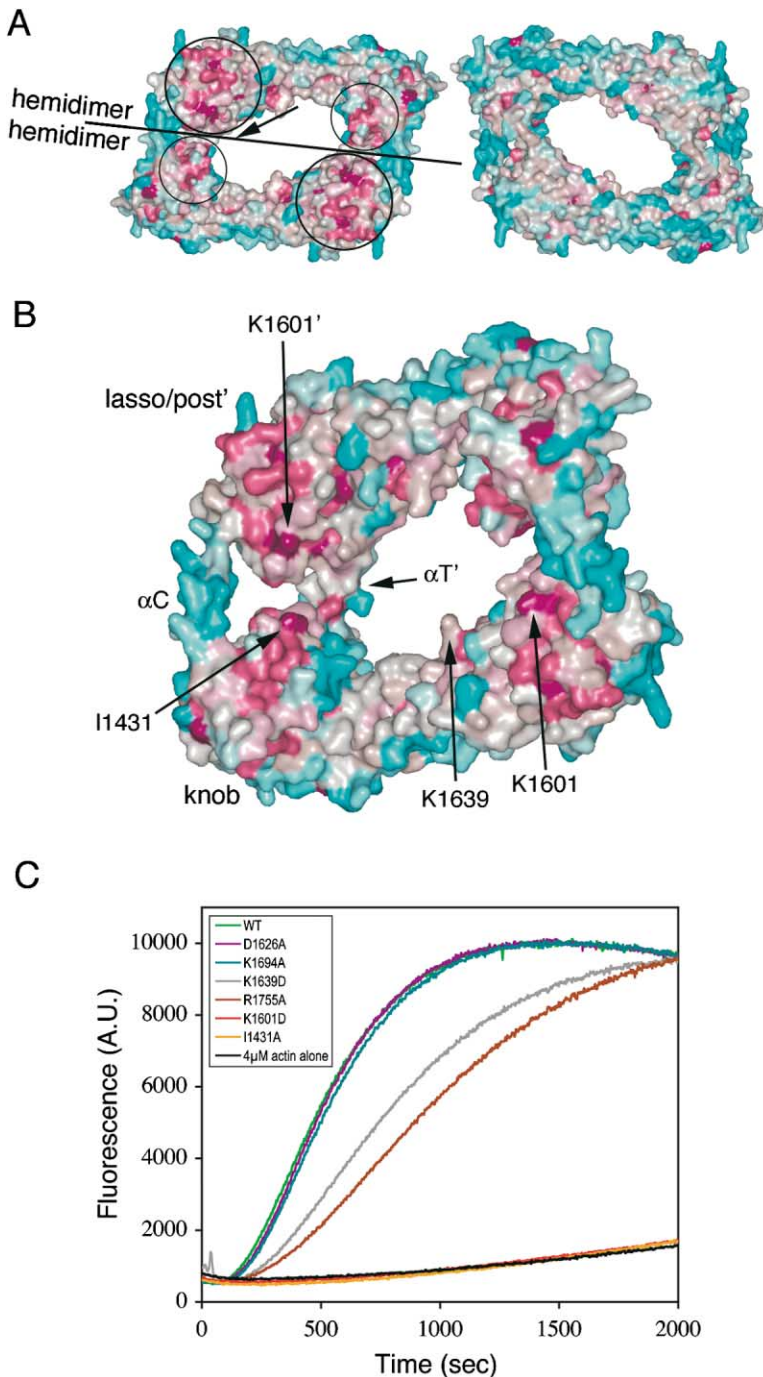 A
hemidimer
hemidimer
B
K1601'
lasso/post'
αC
αT'
I1431
knob
K1639
K1601
C
WT
D1626A
K1694A
K1639D
R1755A
K1601D
I1431A
4μM actin alone
Fluorescence (A.U.)
10000
8000
6000
4000
2000
0
0 500 1000 1500 2000
Time (sec)